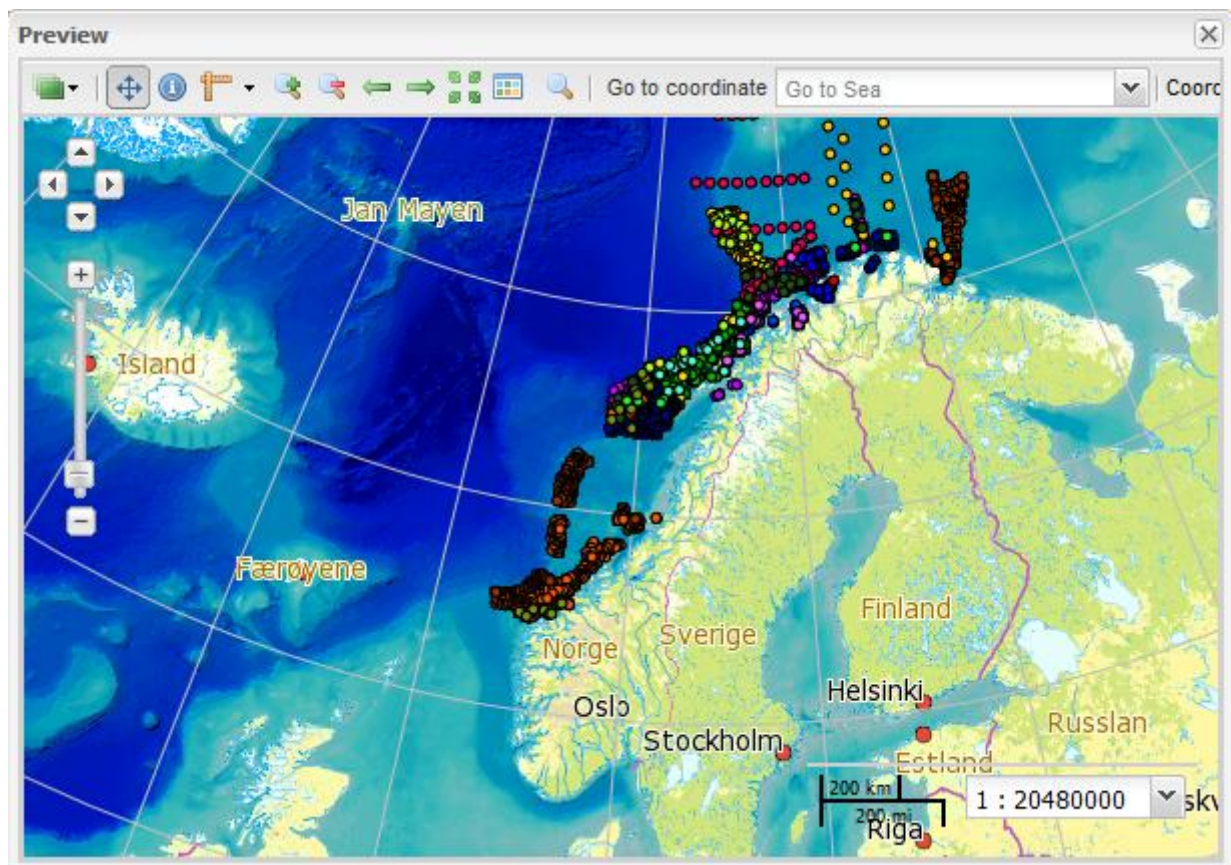 Preview
Go to coordinate
Go to Sea
Coord
Jan Mayen
Island
Færøyene
Finland
Norge
Sverige
Helsinki
Oslo
Russlan
Stockholm
Estland
200 km
1 : 20480000
skv
200 mi
Riga